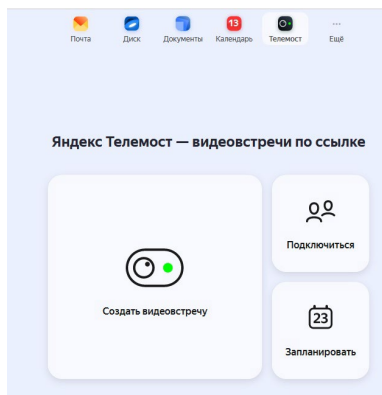 13
Почта Диск Документы Календарь Телемост Ещё
Яндекс Телемост — видеовстречи по ссылке
Создать видеовстречу
Подключиться
23
Запланировать